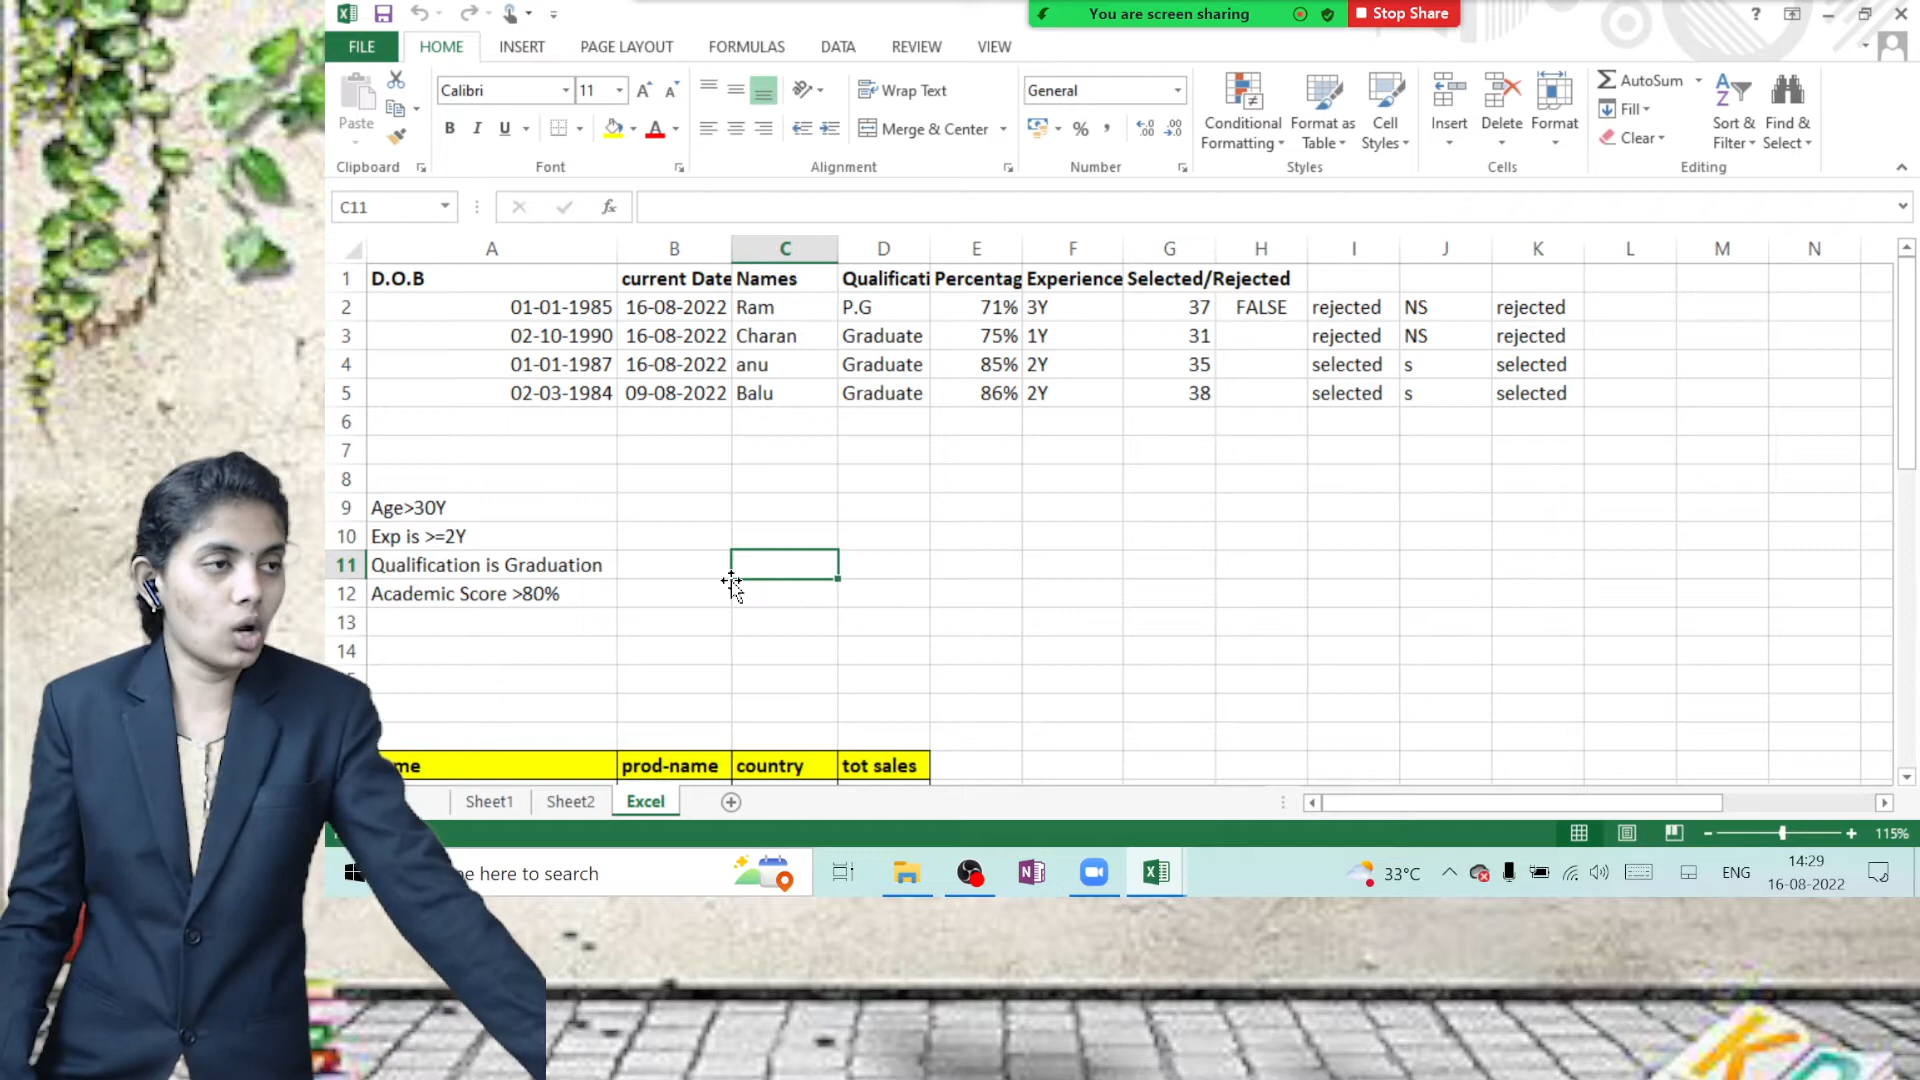 You are screen sharing
Stop Share
FILE HOME INSERT PAGE LAYOUT FORMULAS DATA REVIEW VIEW
Paste
Clipboard
Calibri 11
B I U
Font
Wrap Text
Merge & Center
Alignment
General
% ,
Number
Conditional Formatting
Format as Table
Cell Styles
Styles
Insert Delete Format
Cells
AutoSum
Fill
Clear
Sort & Filter
Find & Select
Editing
C11 fx
A B C D E F G H I J K L M N
1 D.O.B current Date Names Qualificati Percentag Experience Selected/Rejected
2 01-01-1985 16-08-2022 Ram P.G 71% 3Y 37 FALSE rejected NS rejected
3 02-10-1990 16-08-2022 Charan Graduate 75% 1Y 31 rejected NS rejected
4 01-01-1987 16-08-2022 anu Graduate 85% 2Y 35 selected s selected
5 02-03-1984 09-08-2022 Balu Graduate 86% 2Y 38 selected s selected
6
7
8
9 Age>30Y
10 Exp is >=2Y
11 Qualification is Graduation
12 Academic Score >80%
13
14
me prod-name country tot sales
Sheet1 Sheet2 Excel
115%
here to search
33°C
ENG
14:29
16-08-2022